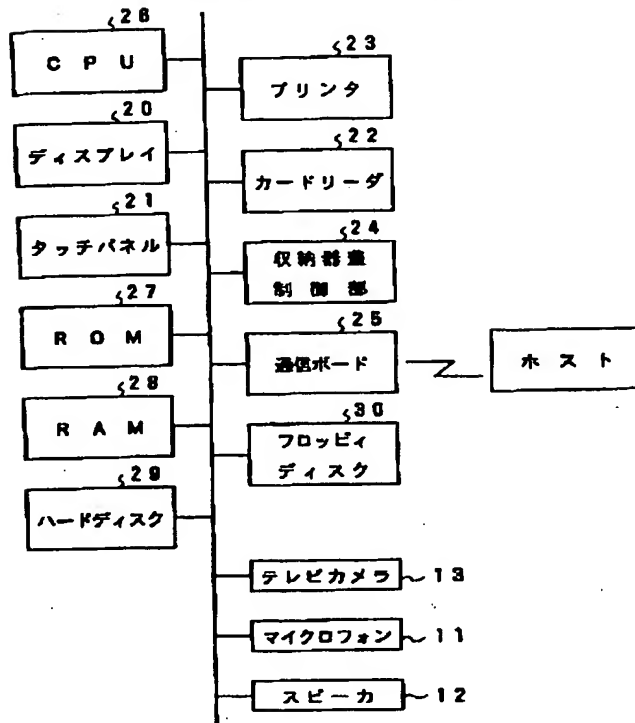 26
CPU
20
ディスプレイ
21
タッチパネル
27
ROM
28
RAM
29
ハードディスク
23
プリンタ
22
カードリーダ
24
収納器蓋
制御部
25
通信ボード
ホスト
30
フロッピィ
ディスク
テレビカメラ 13
マイクロフォン 11
スピーカ 12